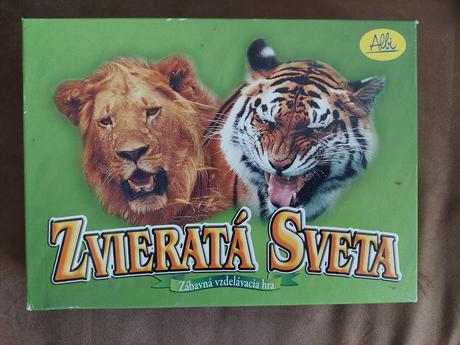 Albi
Zvieratá Sveta
Zábavná vzdelávacia hra